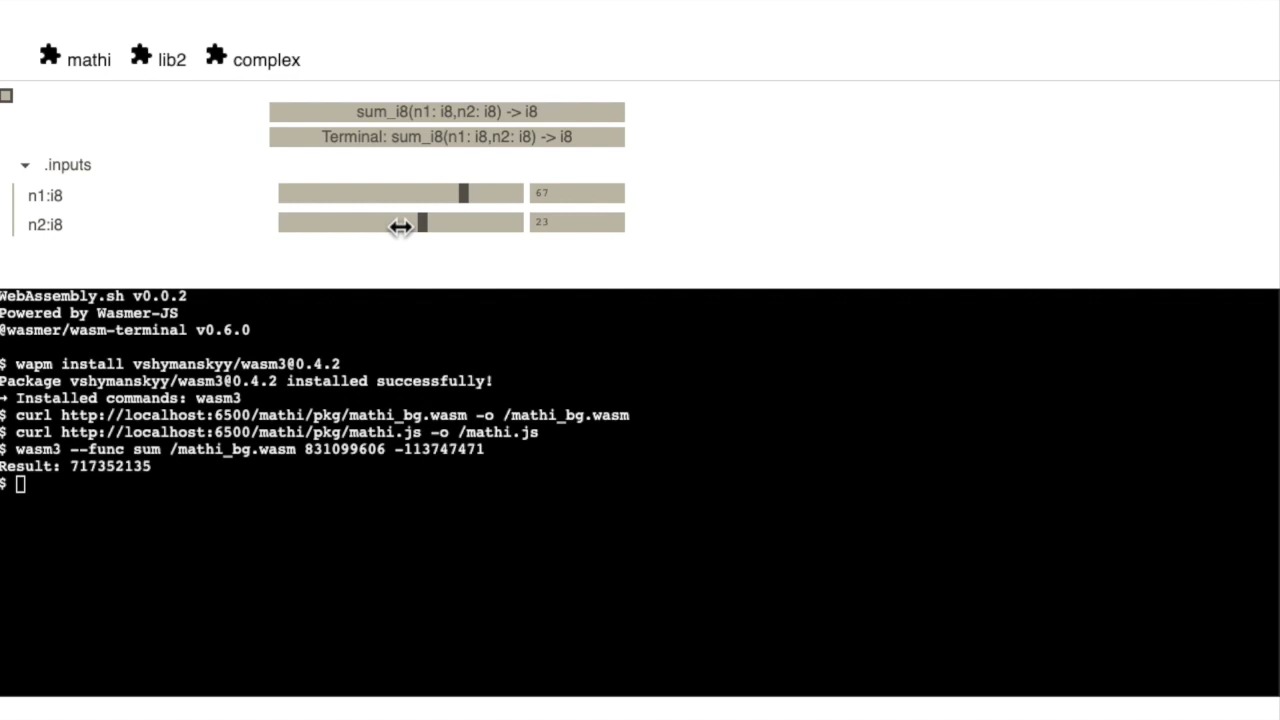 mathi lib2 complex
sum_i8(n1: i8,n2: i8) -> i8
Terminal: sum_i8(n1: i8,n2: i8) -> i8
.inputs
n1:i8 67
n2:i8 23
WebAssembly.sh v0.0.2
Powered by Wasmer-JS
@wasmer/wasm-terminal v0.6.0
$ wapm install vshymanskyy/wasm3@0.4.2
Package vshymanskyy/wasm3@0.4.2 installed successfully!
→ Installed commands: wasm3
$ curl http://localhost:6500/mathi/pkg/mathi_bg.wasm -o /mathi_bg.wasm
$ curl http://localhost:6500/mathi/pkg/mathi.js -o /mathi.js
$ wasm3 --func sum /mathi_bg.wasm 831099606 -113747471
Result: 717352135
$